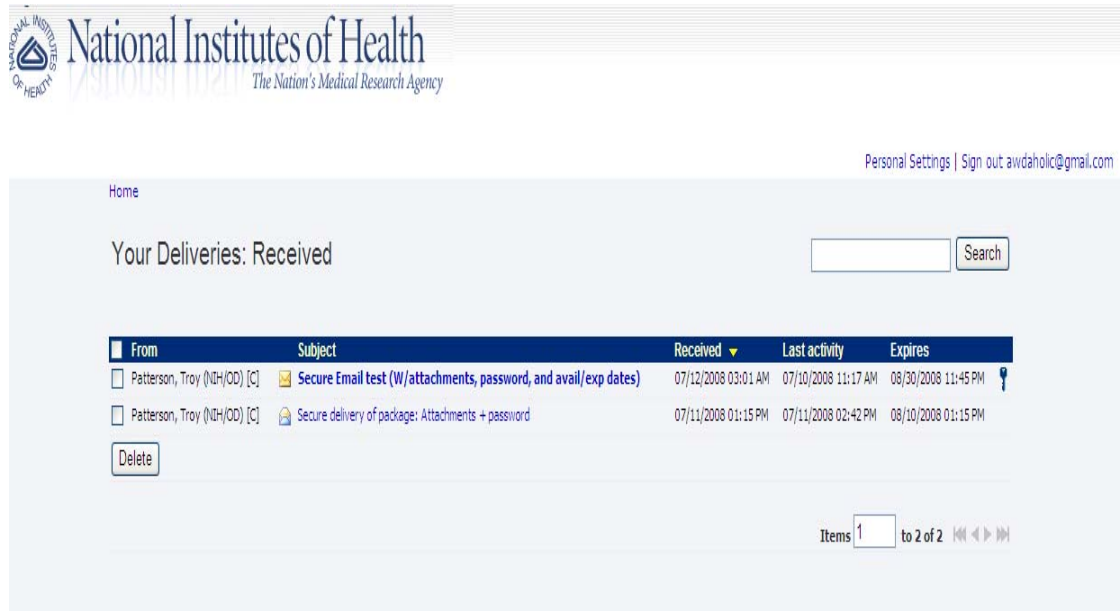 NATIONAL INSTITUTES OF HEALTH
National Institutes of Health
The Nation's Medical Research Agency
Personal Settings | Sign out awdaholic@gmail.com
Home
Your Deliveries: Received
Search
From Subject Received Last activity Expires
Patterson, Troy (NIH/OD) [C] Secure Email test (W/attachments, password, and avail/exp dates) 07/12/2008 03:01 AM 07/10/2008 11:17 AM 08/30/2008 11:45 PM
Patterson, Troy (NIH/OD) [C] Secure delivery of package: Attachments + password 07/11/2008 01:15 PM 07/11/2008 02:42 PM 08/10/2008 01:15 PM
Delete
Items 1 to 2 of 2